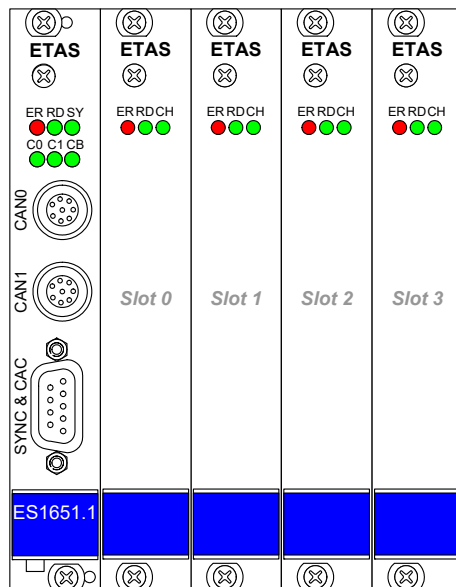 ETAS ETAS ETAS ETAS ETAS
ER RD SY ER RD CH ER RD CH ER RD CH ER RD CH
C0 C1 CB
CAN0
CAN1 Slot 0 Slot 1 Slot 2 Slot 3
SYNC & CAC
ES1651.1